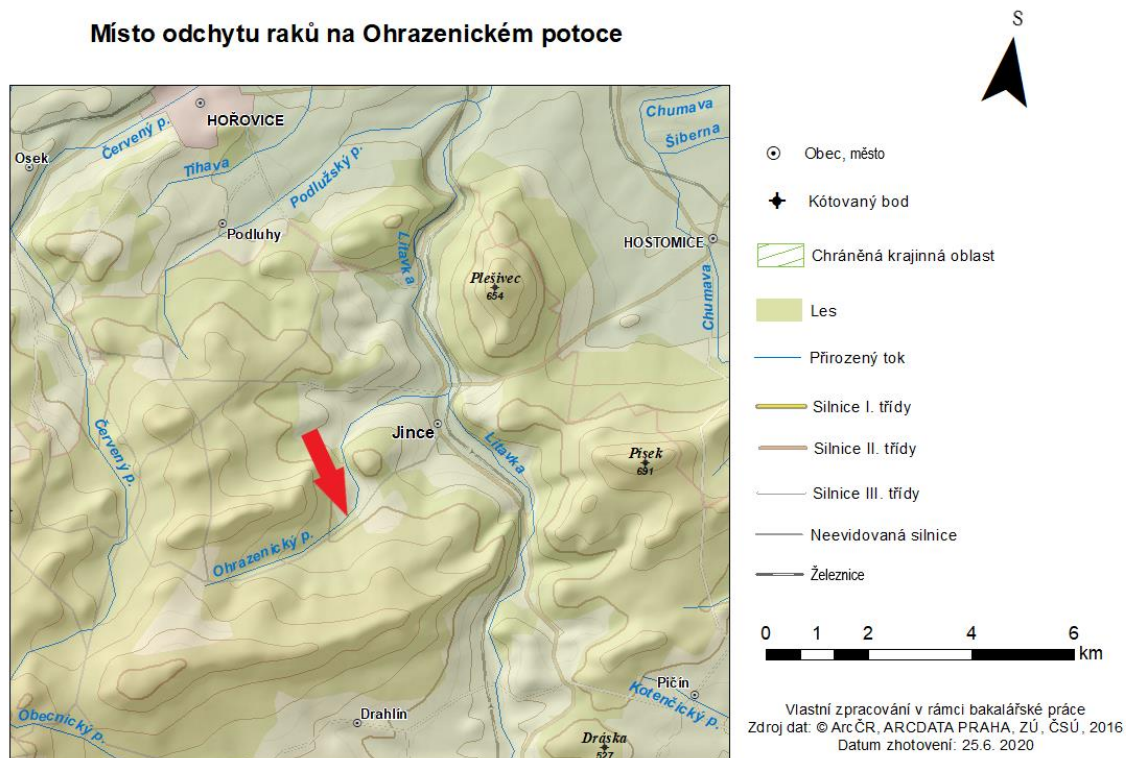 Místo odchytu raků na Ohrazenickém potoce
S
HOŘOVICE
Červený p.
Osek
Tihava
Podlužský p.
Podluhy
Litavka
Plešivec
654
Chumava
Šiberna
HOSTOMICE
Chumava
Červený p.
Jince
Litavka
Písek
691
Ohrazenický p.
Obecnický p.
Drahlín
Pičín
Kotenčický p.
Dráska
527
Obec, město
Kótovaný bod
Chráněná krajinná oblast
Les
Přirozený tok
Silnice I. třídy
Silnice II. třídy
Silnice III. třídy
Neevidovaná silnice
Železnice
0 1 2 4 6
km
Vlastní zpracování v rámci bakalářské práce
Zdroj dat: © ArcČR, ARCDATA PRAHA, ZÚ, ČSÚ, 2016
Datum zhotovení: 25.6. 2020